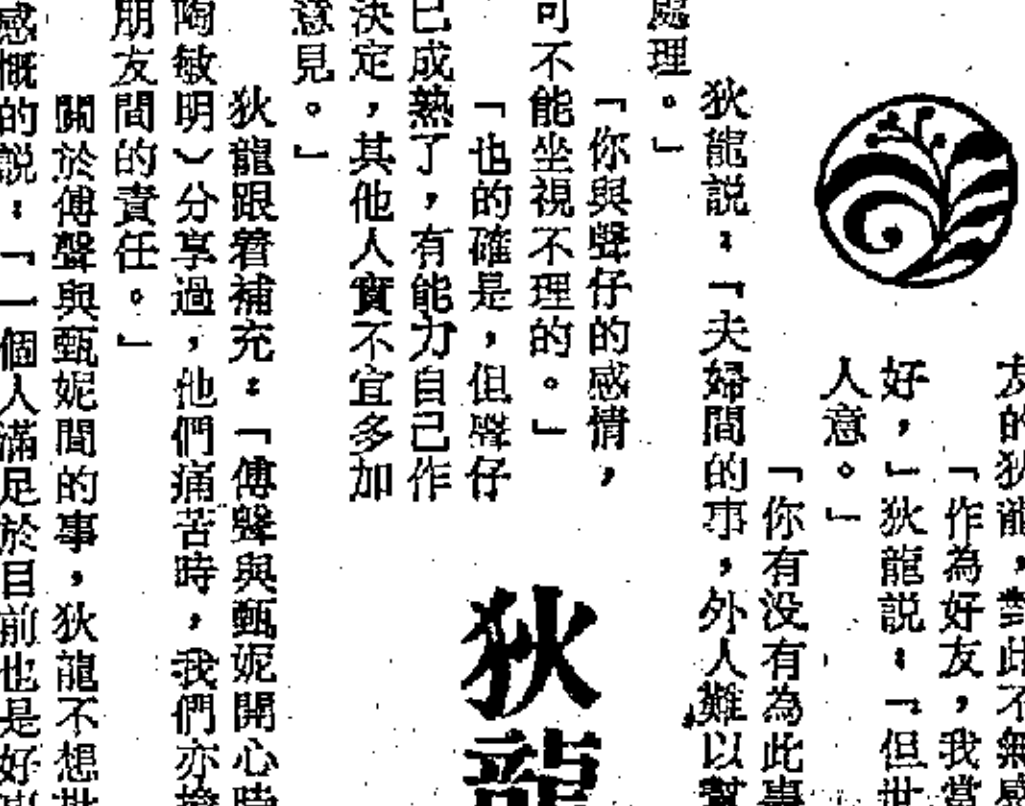 友的狄龍，對此不無感
「作為好友，我當
好，」狄龍説：「但世
人意。」
「你有没有為此事
狄龍説：「夫婦間的事，外人難以幫
處理。」
「你與聲仔的感情，
可不能坐視不理的。」
「也的確是，但聲仔
已成熟了，有能力自己作
決定，其他人實不宜多加
意見。」
狄龍
狄龍跟着補充：「傅聲與甄妮開心時
陶敏明）分享過，他們痛苦時，我們亦
朋友間的責任。」
關於傅聲與甄妮間的事，狄龍不想
感慨的説：「一個人滿足於目前也是好